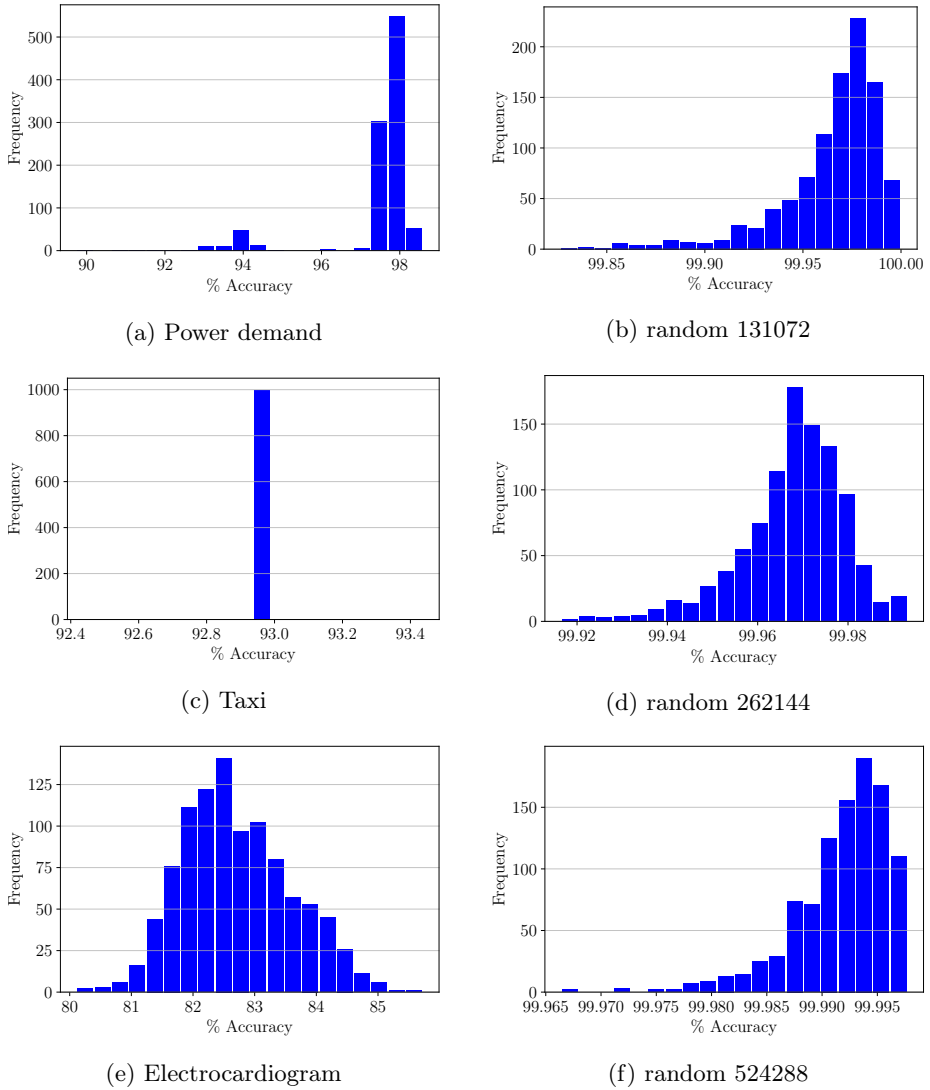 500
400
300
200
100
0
Frequency
90 92 94 96 98
% Accuracy
(a) Power demand
200
150
100
50
0
Frequency
99.85 99.90 99.95 100.00
% Accuracy
(b) random 131072
1000
800
600
400
200
0
Frequency
92.4 92.6 92.8 93.0 93.2 93.4
% Accuracy
(c) Taxi
150
100
50
0
Frequency
99.92 99.94 99.96 99.98
% Accuracy
(d) random 262144
125
100
75
50
25
0
Frequency
80 81 82 83 84 85
% Accuracy
(e) Electrocardiogram
150
100
50
0
Frequency
99.965 99.970 99.975 99.980 99.985 99.990 99.995
% Accuracy
(f) random 524288